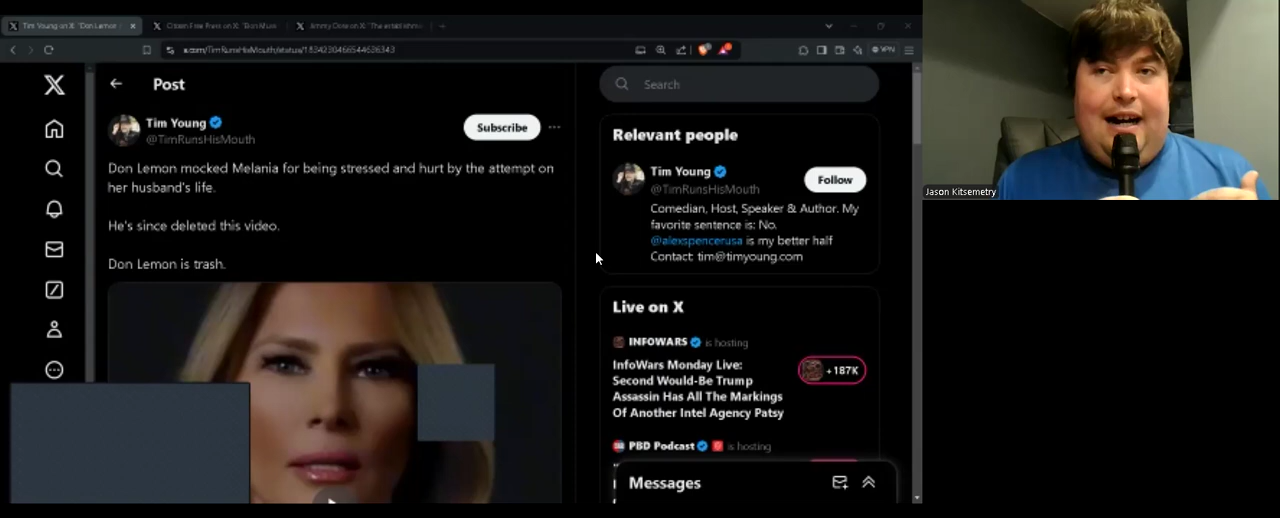 Tim Young on X: "Don Lemon
Citizen Free Press on X: "Don Munk
Jimmy Dore on X: "The establishme
x.com/TimRunsHisMouth/status/1834230466544636343
VPN
Post
Search
Tim Young
@TimRunsHisMouth
Subscribe
Don Lemon mocked Melania for being stressed and hurt by the attempt on
her husband's life.
He's since deleted this video.
Don Lemon is trash.
Relevant people
Tim Young
@TimRunsHisMouth
Follow
Comedian, Host, Speaker & Author. My
favorite sentence is: No.
@alexspencerusa is my better half
Contact: tim@timyoung.com
Live on X
INFOWARS is hosting
InfoWars Monday Live:
Second Would-Be Trump
Assassin Has All The Markings
Of Another Intel Agency Patsy
+187K
PBD Podcast is hosting
Messages
Jason Kitsemetry